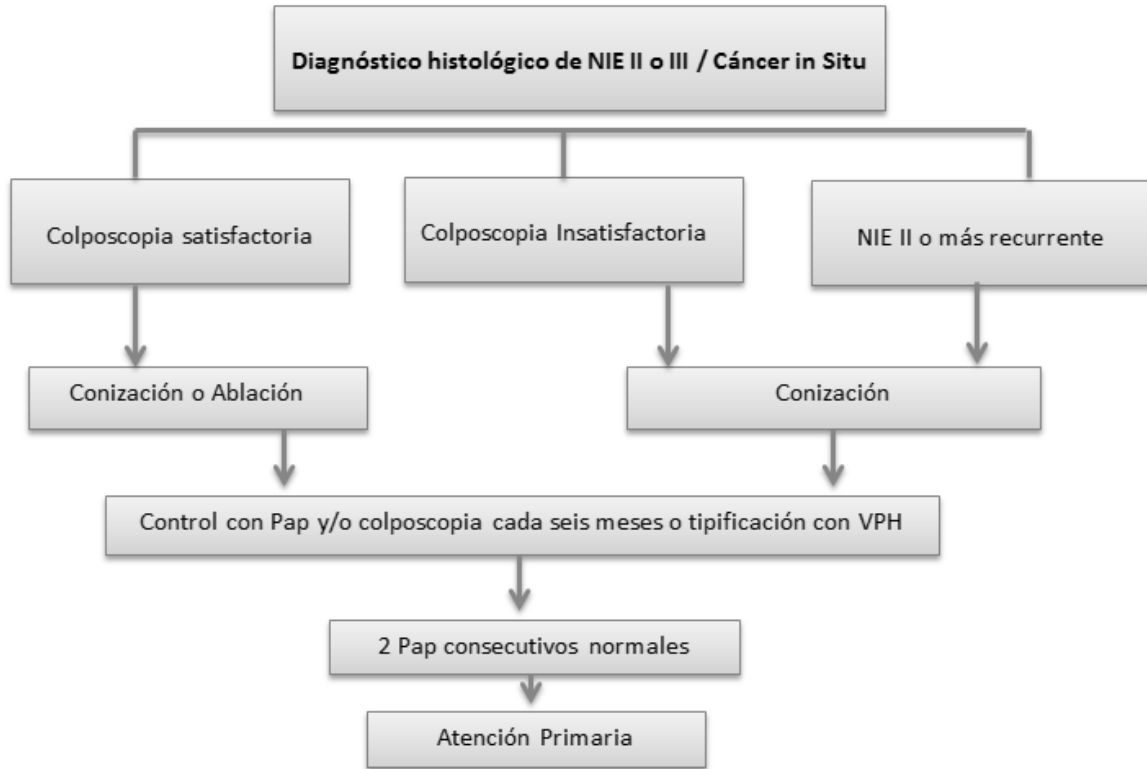 Diagnóstico histológico de NIE II o III / Cáncer in Situ
Colposcopia satisfactoria
Colposcopia Insatisfactoria
NIE II o más recurrente
Conización o Ablación
Conización
Control con Pap y/o colposcopia cada seis meses o tipificación con VPH
2 Pap consecutivos normales
Atención Primaria